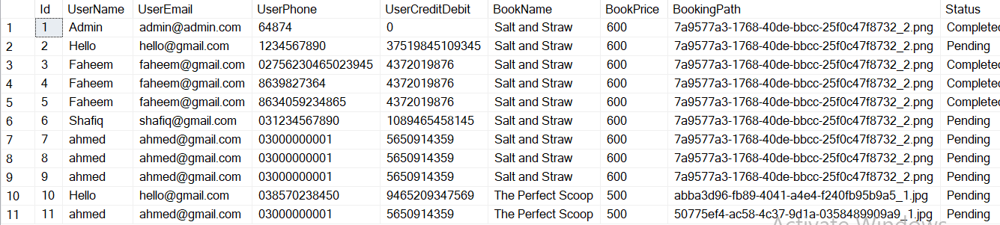 Id UserName UserEmail UserPhone UserCreditDebit BookName BookPrice BookingPath Status
1 1 Admin admin@admin.com 64874 0 Salt and Straw 600 7a9577a3-1768-40de-bbcc-25f0c47f8732_2.png Completed
2 2 Hello hello@gmail.com 1234567890 37519845109345 Salt and Straw 600 7a9577a3-1768-40de-bbcc-25f0c47f8732_2.png Pending
3 3 Faheem faheem@gmail.com 02756230465023945 4372019876 Salt and Straw 600 7a9577a3-1768-40de-bbcc-25f0c47f8732_2.png Completed
4 4 Faheem faheem@gmail.com 8639827364 4372019876 Salt and Straw 600 7a9577a3-1768-40de-bbcc-25f0c47f8732_2.png Completed
5 5 Faheem faheem@gmail.com 8634059234865 4372019876 Salt and Straw 600 7a9577a3-1768-40de-bbcc-25f0c47f8732_2.png Completed
6 6 Shafiq shafiq@gmail.com 031234567890 1089465458145 Salt and Straw 600 7a9577a3-1768-40de-bbcc-25f0c47f8732_2.png Pending
7 7 ahmed ahmed@gmail.com 03000000001 5650914359 Salt and Straw 600 7a9577a3-1768-40de-bbcc-25f0c47f8732_2.png Pending
8 8 ahmed ahmed@gmail.com 03000000001 5650914359 Salt and Straw 600 7a9577a3-1768-40de-bbcc-25f0c47f8732_2.png Pending
9 9 ahmed ahmed@gmail.com 03000000001 5650914359 Salt and Straw 600 7a9577a3-1768-40de-bbcc-25f0c47f8732_2.png Pending
10 10 Hello hello@gmail.com 038570238450 9465209347569 The Perfect Scoop 500 abba3d96-fb89-4041-a4e4-f240fb95b9a5_1.jpg Pending
11 11 ahmed ahmed@gmail.com 03000000001 5650914359 The Perfect Scoop 500 50775ef4-ac58-4c37-9d1a-0358489909a9_1.jpg Pending
Activate Windows